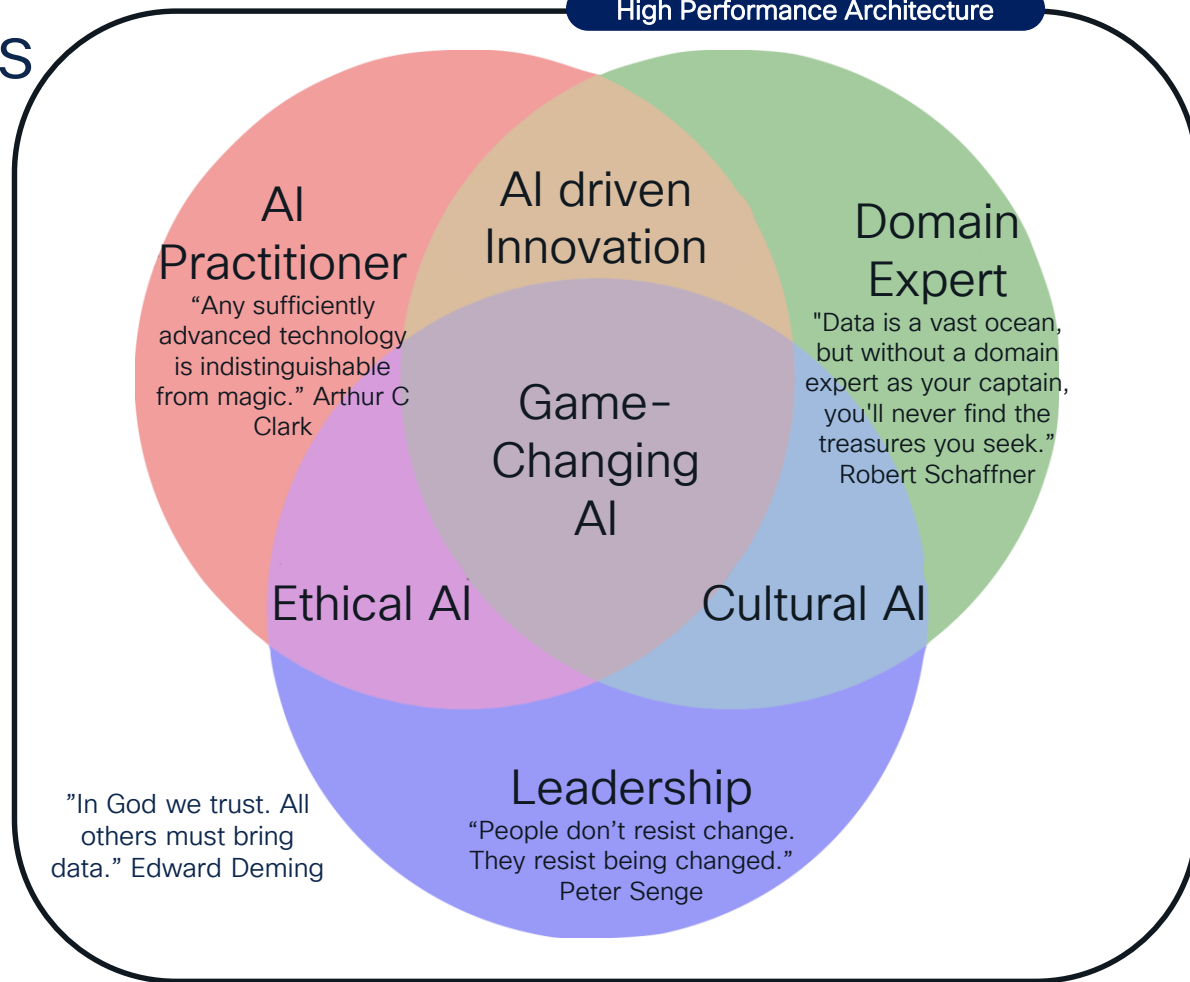 High Performance Architecture
s
AI
Practitioner
“Any sufficiently
advanced technology
is indistinguishable
from magic.” Arthur C
Clark
AI driven
Innovation
Domain
Expert
"Data is a vast ocean,
but without a domain
expert as your captain,
you'll never find the
treasures you seek.”
Robert Schaffner
Game-
Changing
AI
Ethical AI
Cultural AI
Leadership
“People don’t resist change.
They resist being changed.”
Peter Senge
”In God we trust. All
others must bring
data.” Edward Deming